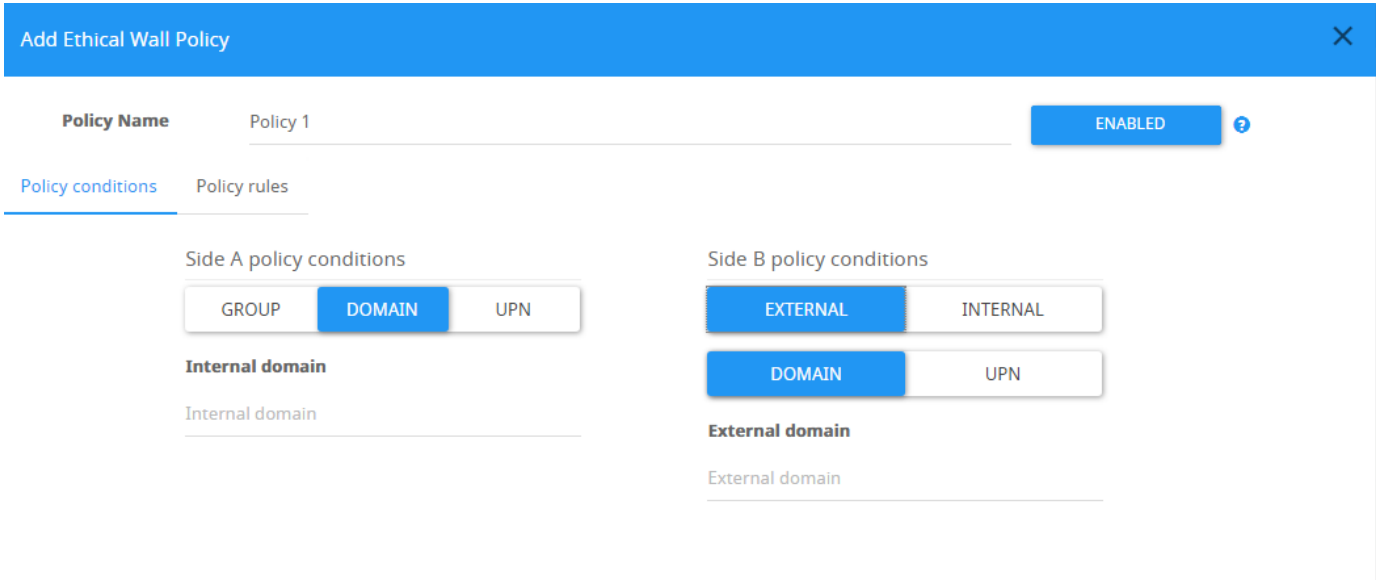 Add Ethical Wall Policy
Policy Name Policy 1 ENABLED
Policy conditions Policy rules
Side A policy conditions
GROUP DOMAIN UPN
Internal domain
Internal domain
Side B policy conditions
EXTERNAL INTERNAL
DOMAIN UPN
External domain
External domain